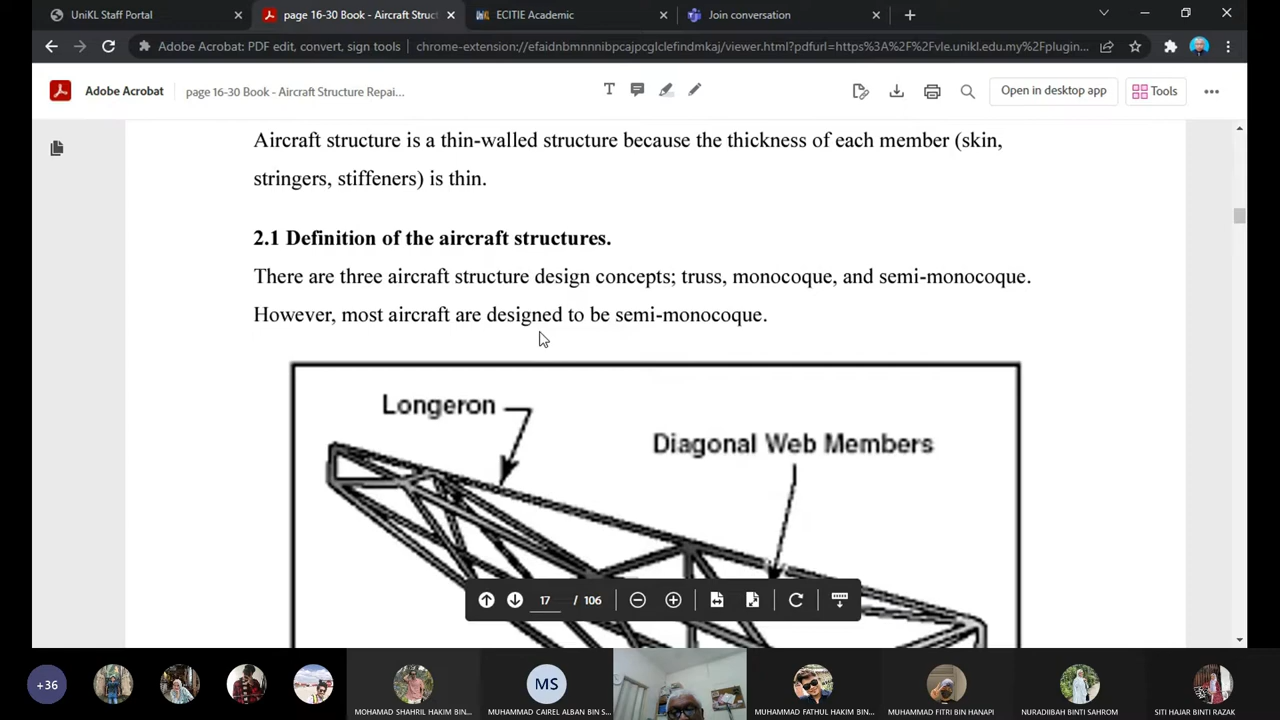 UniKL Staff Portal
page 16-30 Book - Aircraft Struct
ECITIE Academic
Join conversation
Adobe Acrobat: PDF edit, convert, sign tools
chrome-extension://efaidnbmnnnibpcajpcglclefindmkaj/viewer.html?pdfurl=https%3A%2F%2Fvle.unikl.edu.my%2Fplugin...
Adobe Acrobat
page 16-30 Book - Aircraft Structure Repai...
Open in desktop app
Tools
Aircraft structure is a thin-walled structure because the thickness of each member (skin,
stringers, stiffeners) is thin.
2.1 Definition of the aircraft structures.
There are three aircraft structure design concepts; truss, monocoque, and semi-monocoque.
However, most aircraft are designed to be semi-monocoque.
Longeron
Diagonal Web Members
17 / 106
+36
MS
MOHAMAD SHAHRIL HAKIM BIN...
MUHAMMAD CAIREL ALBAN BIN S...
MUHAMMAD FATHUL HAKIM BIN...
MUHAMMAD FITRI BIN HANAPI
NURADIIBAH BINTI SAHROM
SITI HAJAR BINTI RAZAK